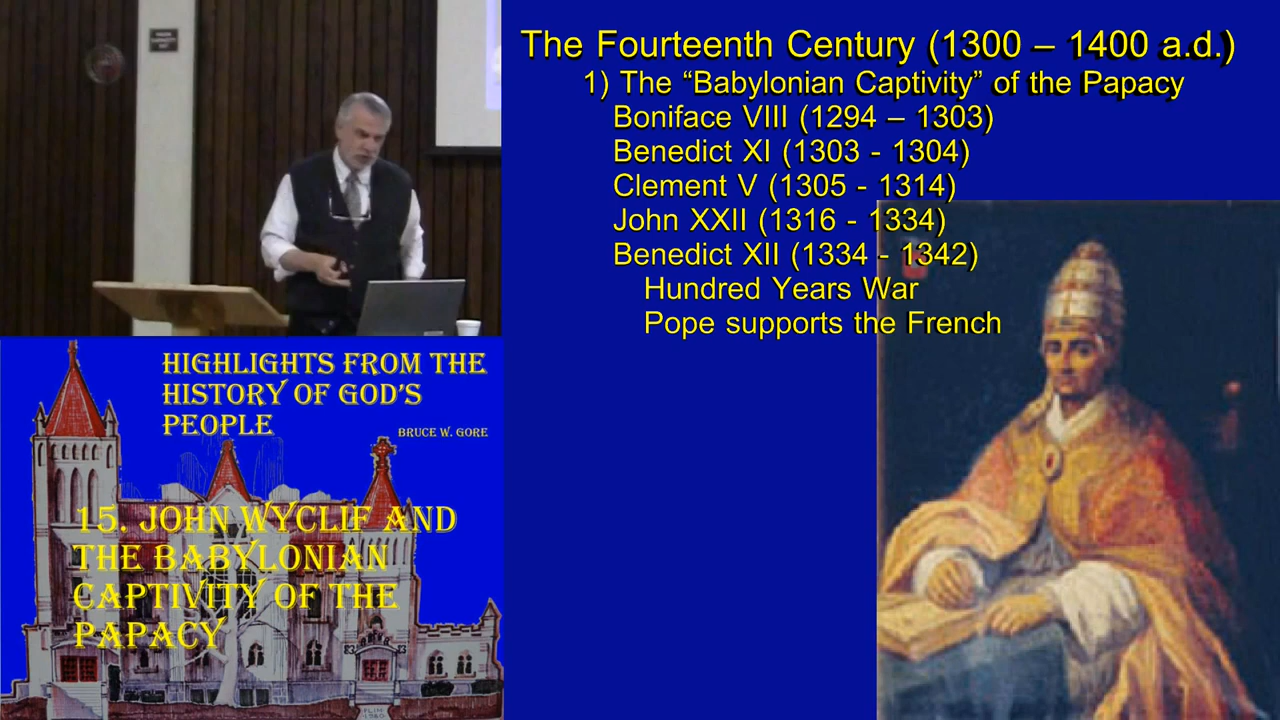 The Fourteenth Century (1300 – 1400 a.d.)
1) The “Babylonian Captivity” of the Papacy
Boniface VIII (1294 – 1303)
Benedict XI (1303 - 1304)
Clement V (1305 - 1314)
John XXII (1316 - 1334)
Benedict XII (1334 - 1342)
Hundred Years War
Pope supports the French
HIGHLIGHTS FROM THE
HISTORY OF GOD'S
PEOPLE
BRUCE W. GORE
15. JOHN WYCLIF AND
THE BABYLONIAN
CAPTIVITY OF THE
PAPACY